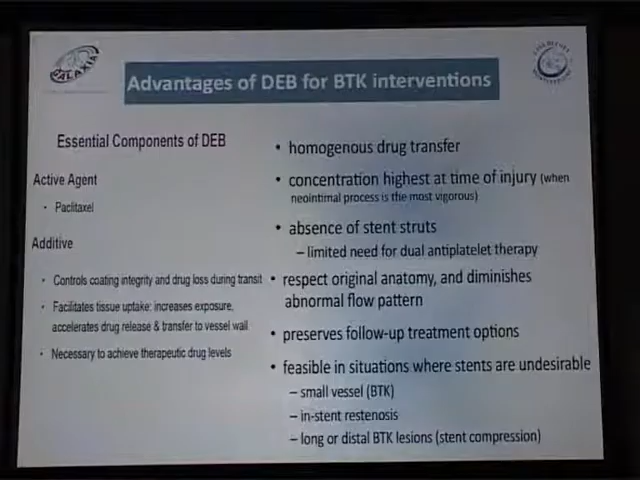 GALAXIA
Advantages of DEB for BTK interventions
Essential Components of DEB
Active Agent
• Paclitaxel
Additive
• Controls coating integrity and drug loss during transit
• Facilitates tissue uptake: increases exposure,
accelerates drug release & transfer to vessel wall
• Necessary to achieve therapeutic drug levels
• homogenous drug transfer
• concentration highest at time of injury (when
neointimal process is the most vigorous)
• absence of stent struts
– limited need for dual antiplatelet therapy
• respect original anatomy, and diminishes
abnormal flow pattern
• preserves follow-up treatment options
• feasible in situations where stents are undesirable
– small vessel (BTK)
– in-stent restenosis
– long or distal BTK lesions (stent compression)